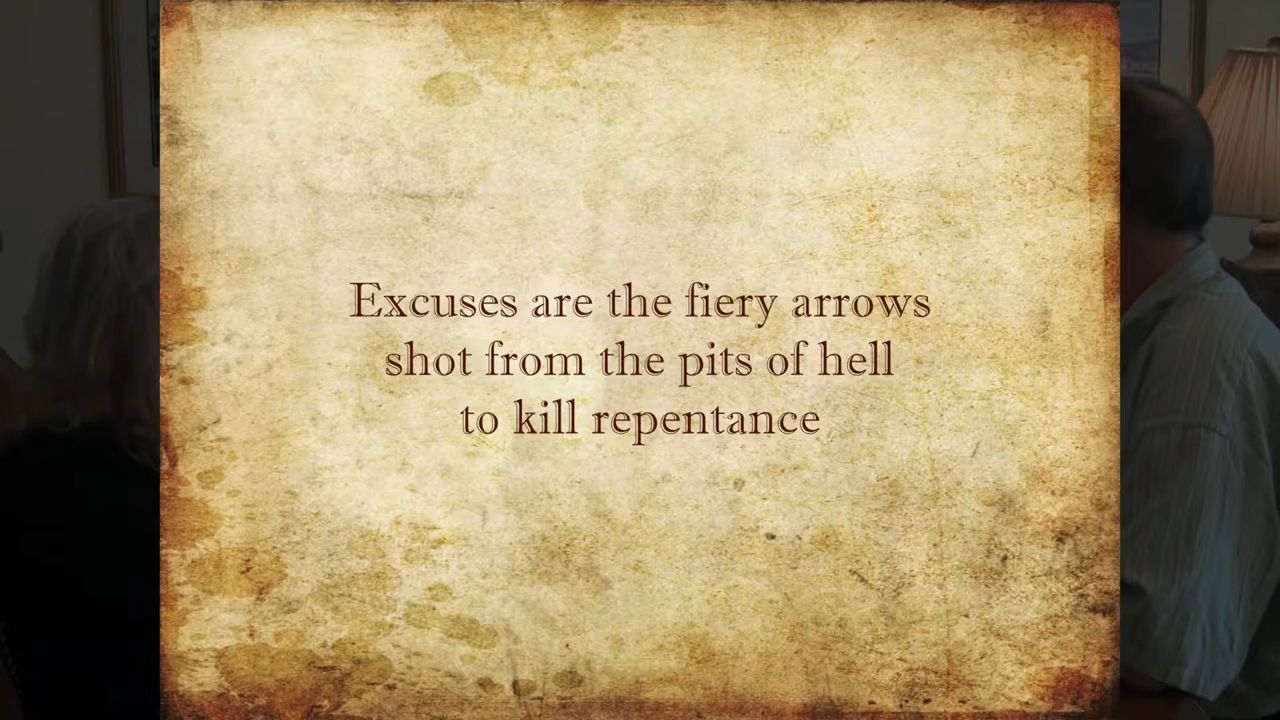 Excuses are the fiery arrows
shot from the pits of hell
to kill repentance